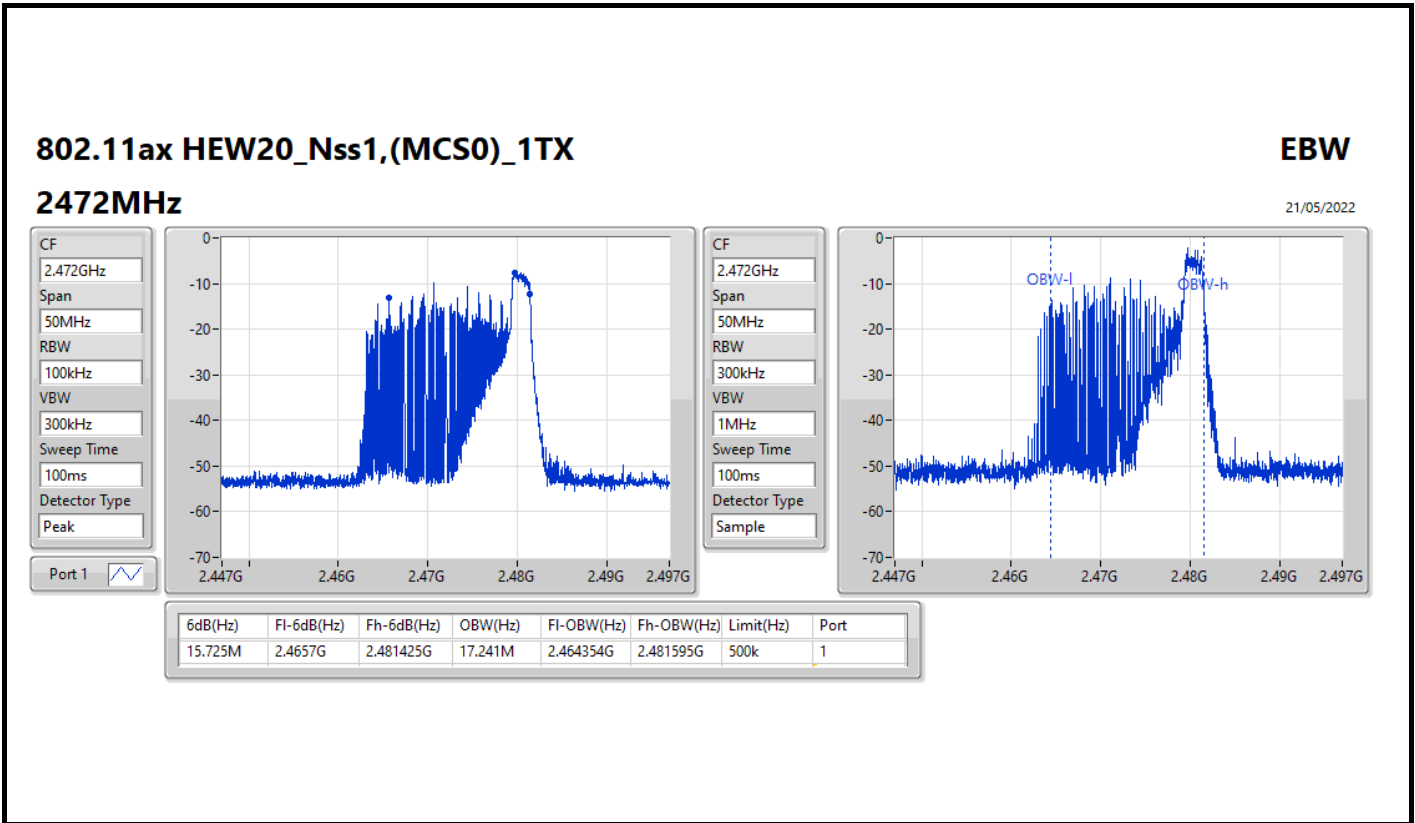 802.11ax HEW20_Nss1,(MCS0)_1TX
EBW
2472MHz
21/05/2022
CF
2.472GHz
Span
50MHz
RBW
100kHz
VBW
300kHz
Sweep Time
100ms
Detector Type
Peak
Port 1
0
-10
-20
-30
-40
-50
-60
-70
2.447G 2.46G 2.47G 2.48G 2.49G 2.497G
CF
2.472GHz
Span
50MHz
RBW
300kHz
VBW
1MHz
Sweep Time
100ms
Detector Type
Sample
0
-10
-20
-30
-40
-50
-60
-70
OBW-l
OBW-h
2.447G 2.46G 2.47G 2.48G 2.49G 2.497G
6dB(Hz) Fl-6dB(Hz) Fh-6dB(Hz) OBW(Hz) Fl-OBW(Hz) Fh-OBW(Hz) Limit(Hz) Port
15.725M 2.4657G 2.481425G 17.241M 2.464354G 2.481595G 500k 1